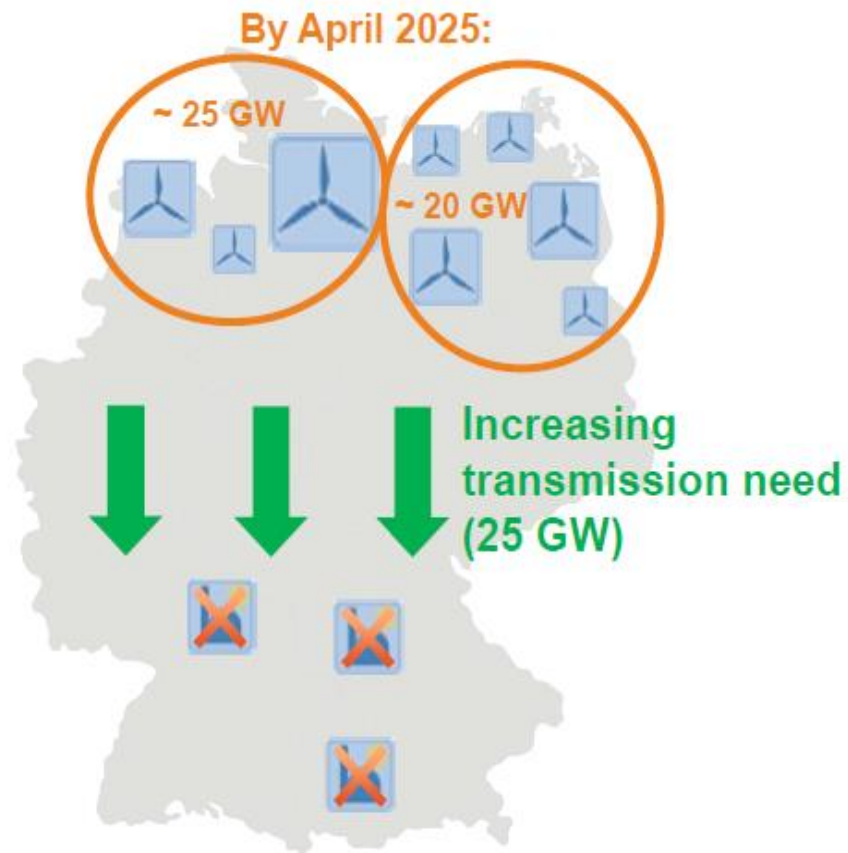 By April 2025:
~ 25 GW
~ 20 GW
Increasing
transmission need
(25 GW)